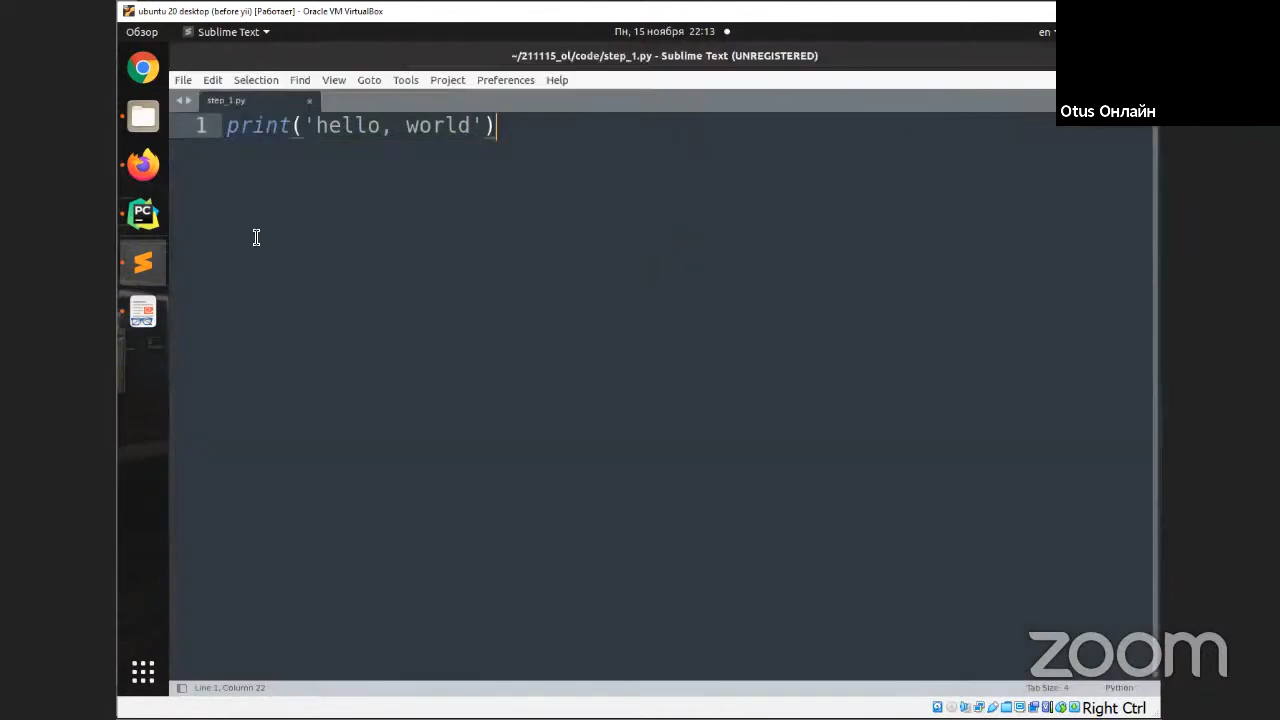 ubuntu 20 desktop (before yii) [Работает] - Oracle VM VirtualBox
Обзор Sublime Text Пн, 15 ноября 22:13 en
~/211115_ol/code/step_1.py - Sublime Text (UNREGISTERED)
File Edit Selection Find View Goto Tools Project Preferences Help
Otus Онлайн
step_1.py
1 print('hello, world')
PC
zoom
Line 1, Column 22 Tab Size: 4 Python
Right Ctrl